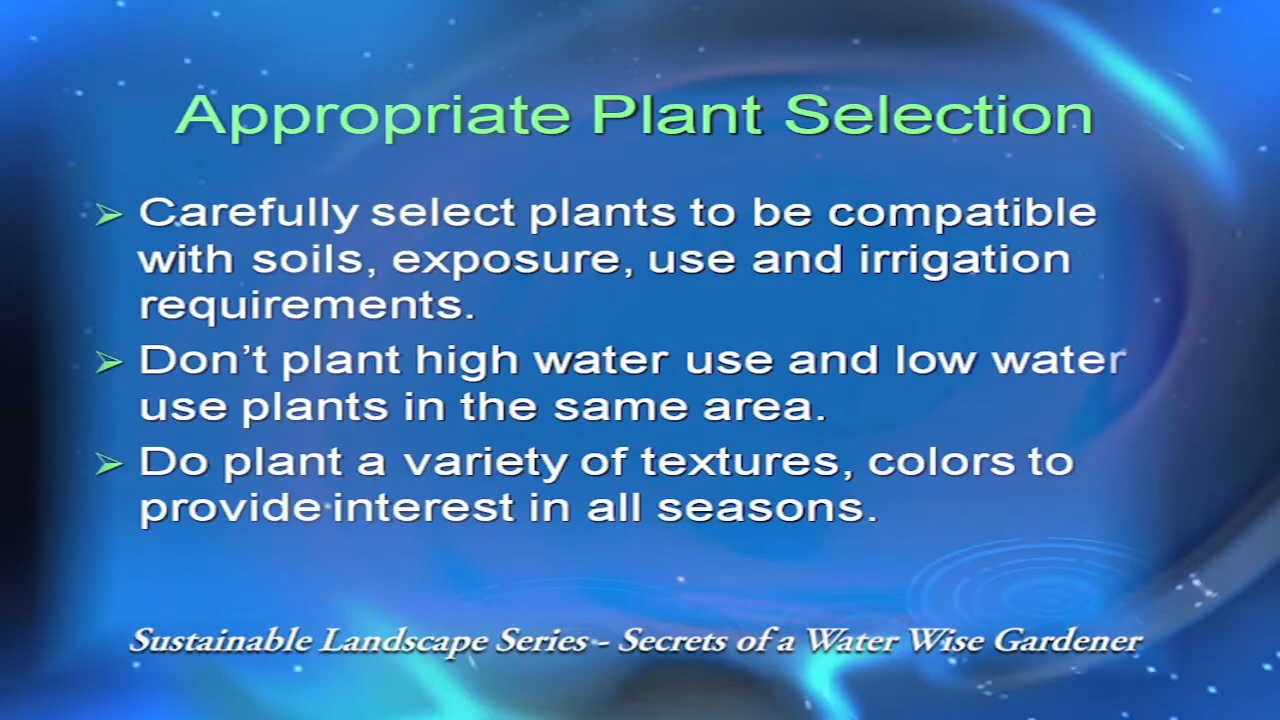 Appropriate Plant Selection
➢ Carefully select plants to be compatible
with soils, exposure, use and irrigation
requirements.
➢ Don’t plant high water use and low water
use plants in the same area.
➢ Do plant a variety of textures, colors to
provide interest in all seasons.
Sustainable Landscape Series - Secrets of a Water Wise Gardener